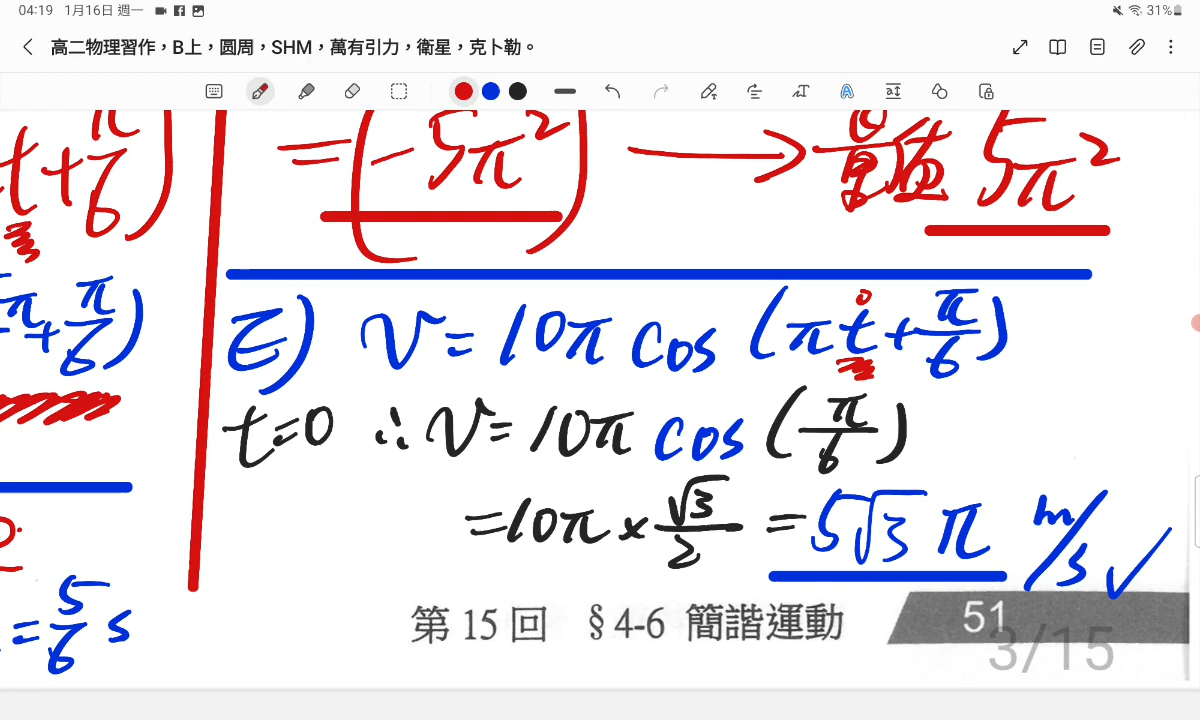 04:19 1月16日 週一 31%
高二物理習作，B上，圓周，SHM，萬有引力，衛星，克卜勒。
t+π/6)
=(-5π²) → 量值 5π²
π+π/6)
E) V=10π cos (πt+π/6)
0
t=0 ∴ V=10π cos (π/6)
=10π×√3/2 =5√3 π m/s ✓
=5/6 s
第 15 回 §4-6 簡諧運動 51
3/15